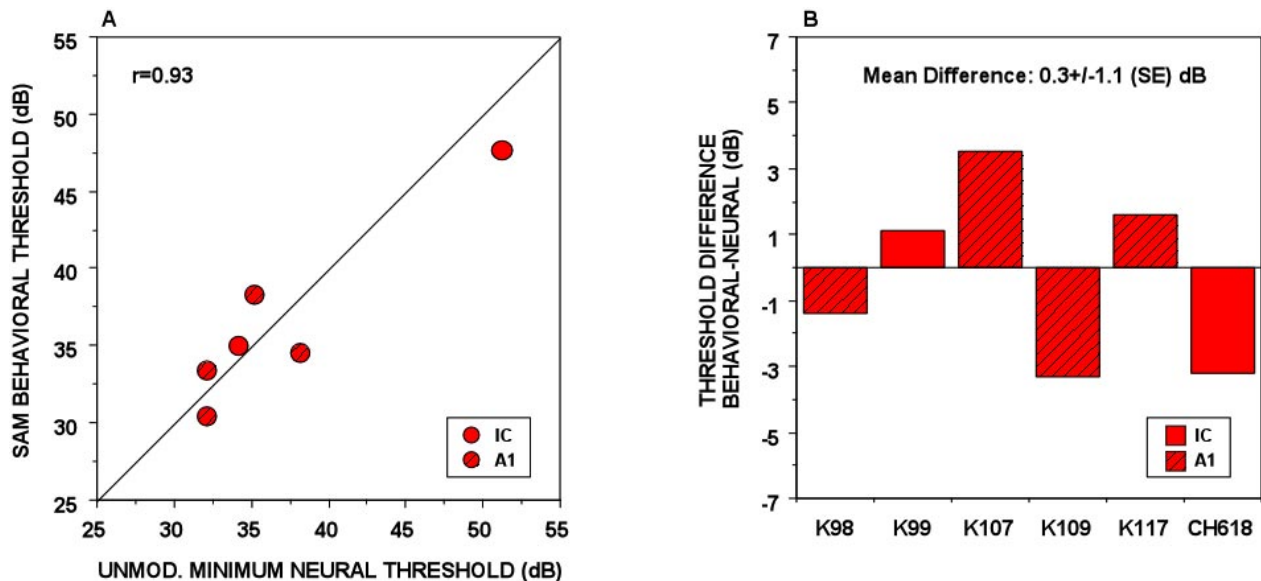 A
SAM BEHAVIORAL THRESHOLD (dB)
55
50
45
40
35
30
25
r=0.93
IC
A1
25 30 35 40 45 50 55
UNMOD. MINIMUM NEURAL THRESHOLD (dB)
B
THRESHOLD DIFFERENCE
BEHAVIORAL-NEURAL (dB)
7
5
3
1
-1
-3
-5
-7
Mean Difference: 0.3+/-1.1 (SE) dB
IC
A1
K98 K99 K107 K109 K117 CH618